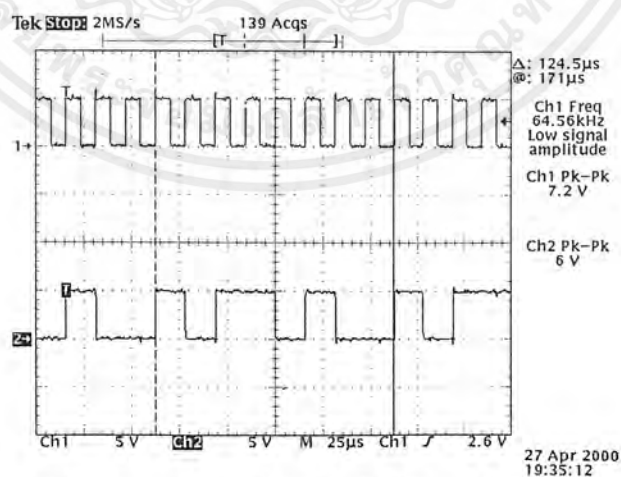 Tek Stop: 2MS/s 139 Acqs
[T ]
Δ: 124.5µs
@: 171µs
T
Ch1 Freq
64.56kHz
Low signal
amplitude
1→
Ch1 Pk-Pk
7.2 V
Ch2 Pk-Pk
6 V
T
2→
Ch1 5 V Ch2 5 V M 25µs Ch1 ʃ 2.6 V
27 Apr 2000
19:35:12